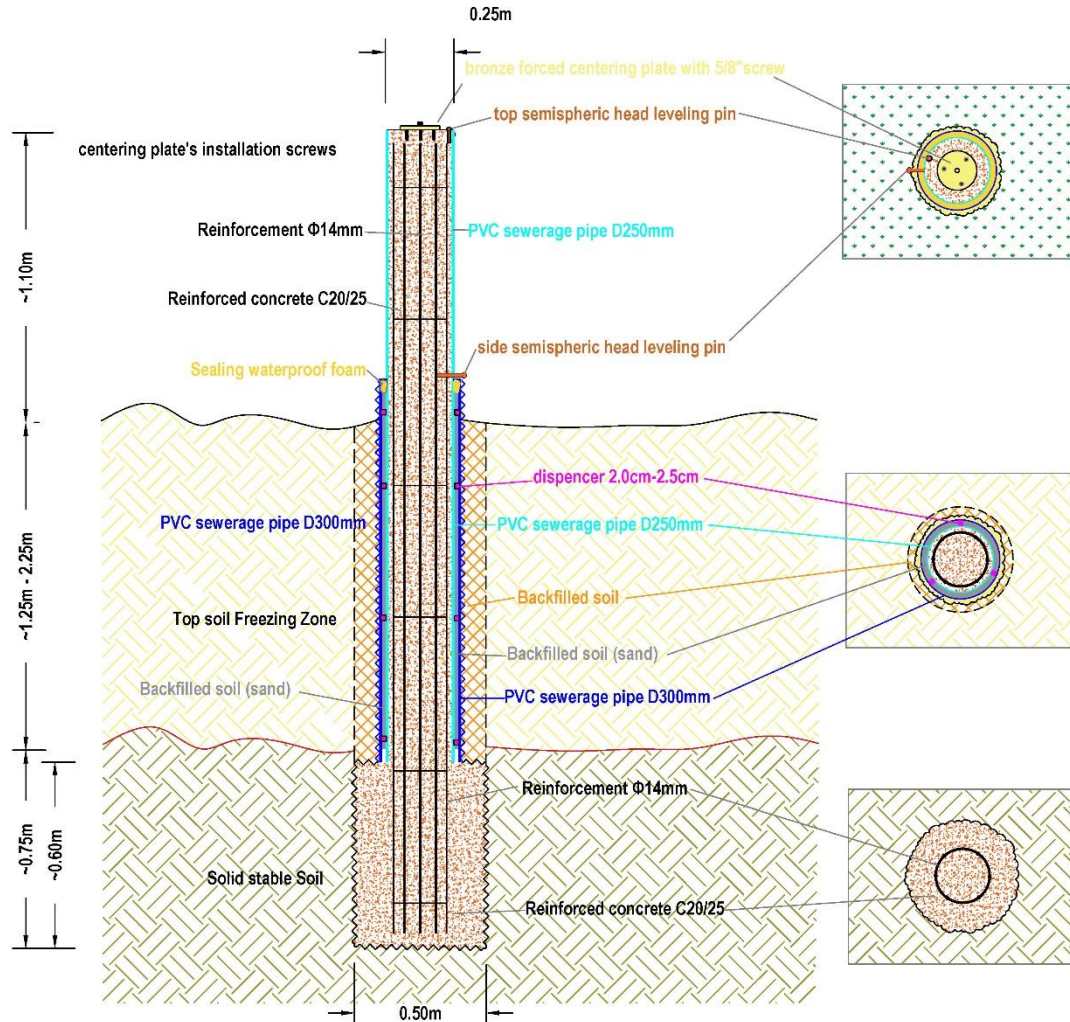 0.25m
bronze forced centering plate with 5/8"screw
top semispheric head leveling pin
centering plate's installation screws
Reinforcement Φ14mm
PVC sewerage pipe D250mm
~1.10m
Reinforced concrete C20/25
side semispheric head leveling pin
Sealing waterproof foam
dispencer 2.0cm-2.5cm
PVC sewerage pipe D300mm
PVC sewerage pipe D250mm
~1.25m - 2.25m
Backfilled soil
Top soil Freezing Zone
Backfilled soil (sand)
Backfilled soil (sand)
PVC sewerage pipe D300mm
Reinforcement Φ14mm
~0.75m
~0.60m
Solid stable Soil
Reinforced concrete C20/25
0.50m